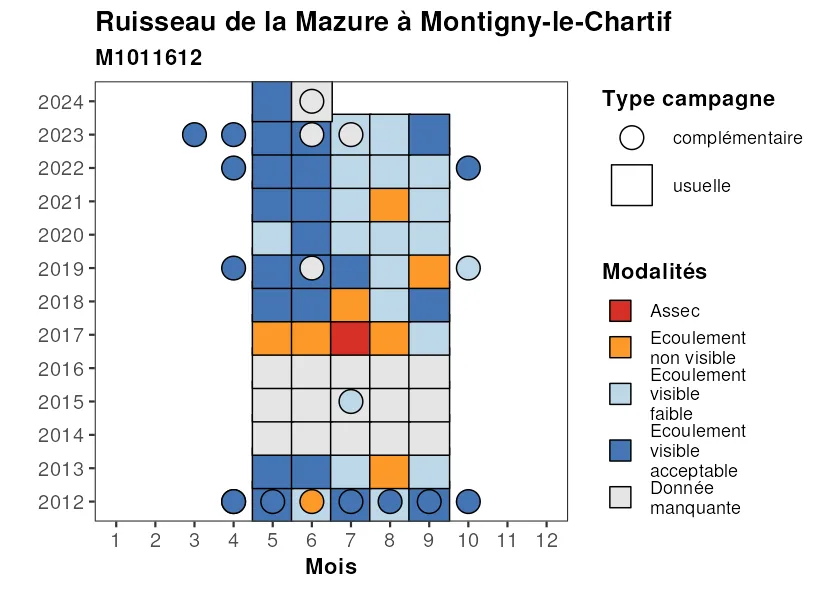 Ruisseau de la Mazure à Montigny-le-Chartif
M1011612
2024
2023
2022
2021
2020
2019
2018
2017
2016
2015
2014
2013
2012
1 2 3 4 5 6 7 8 9 10 11 12
Mois
Type campagne
complémentaire
usuelle
Modalités
Assec
Ecoulement
non visible
Ecoulement
visible
faible
Ecoulement
visible
acceptable
Donnée
manquante